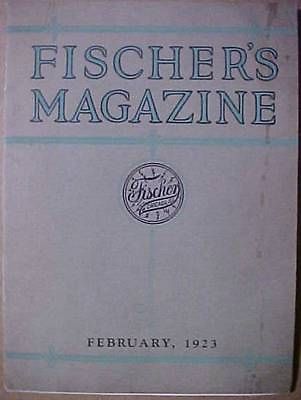 FISCHER'S
MAGAZINE
Fischer
FEBRUARY, 1923